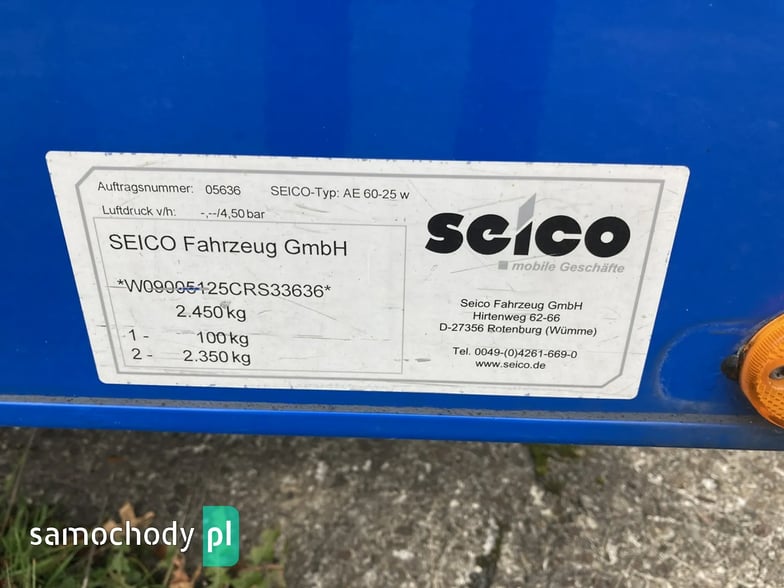 Auftragsnummer: 05636 SEICO-Typ: AE 60-25 w
Luftdruck v/h: -,--/4,50 bar
SEICO Fahrzeug GmbH
*W09005125CRS33636*
2.450 kg
1 - 100 kg
2 - 2.350 kg
seico
mobile Geschäfte
Seico Fahrzeug GmbH
Hirtenweg 62-66
D-27356 Rotenburg (Wümme)
Tel. 0049-(0)4261-669-0
www.seico.de
samochody pl